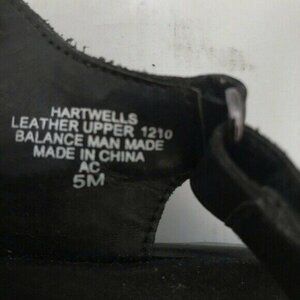 HARTWELLS
LEATHER UPPER 1210
BALANCE MAN MADE
MADE IN CHINA
AC
5M